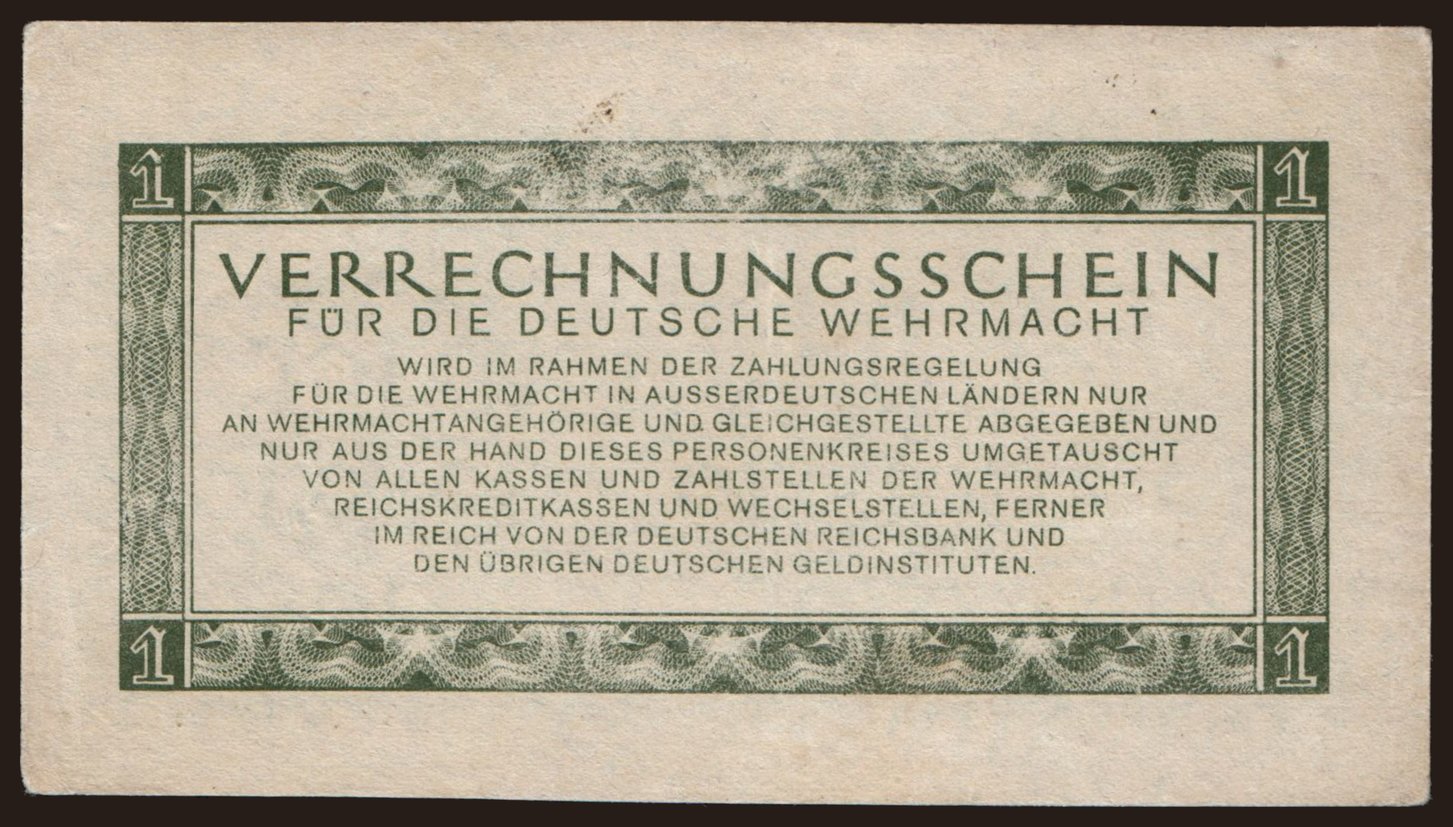 1 1
VERRECHNUNGSSCHEIN
FÜR DIE DEUTSCHE WEHRMACHT
WIRD IM RAHMEN DER ZAHLUNGSREGELUNG
FÜR DIE WEHRMACHT IN AUSSERDEUTSCHEN LÄNDERN NUR
AN WEHRMACHTANGEHÖRIGE UND GLEICHGESTELLTE ABGEGEBEN UND
NUR AUS DER HAND DIESES PERSONENKREISES UMGETAUSCHT
VON ALLEN KASSEN UND ZAHLSTELLEN DER WEHRMACHT,
REICHSKREDITKASSEN UND WECHSELSTELLEN, FERNER
IM REICH VON DER DEUTSCHEN REICHSBANK UND
DEN ÜBRIGEN DEUTSCHEN GELDINSTITUTEN.
1 1